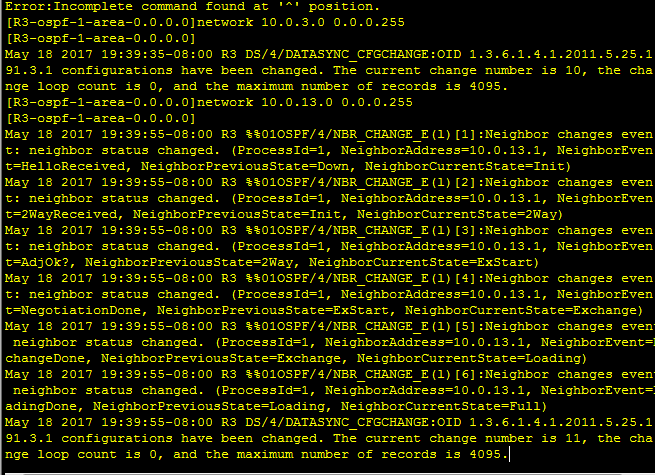 Error:Incomplete command found at '^' position.
[R3-ospf-1-area-0.0.0.0]network 10.0.3.0 0.0.0.255
[R3-ospf-1-area-0.0.0.0]
May 18 2017 19:39:35-08:00 R3 DS/4/DATASYNC_CFGCHANGE:OID 1.3.6.1.4.1.2011.5.25.1
91.3.1 configurations have been changed. The current change number is 10, the cha
nge loop count is 0, and the maximum number of records is 4095.
[R3-ospf-1-area-0.0.0.0]network 10.0.13.0 0.0.0.255
[R3-ospf-1-area-0.0.0.0]
May 18 2017 19:39:55-08:00 R3 %%01OSPF/4/NBR_CHANGE_E(l)[1]:Neighbor changes even
t: neighbor status changed. (ProcessId=1, NeighborAddress=10.0.13.1, NeighborEven
t=HelloReceived, NeighborPreviousState=Down, NeighborCurrentState=Init)
May 18 2017 19:39:55-08:00 R3 %%01OSPF/4/NBR_CHANGE_E(l)[2]:Neighbor changes even
t: neighbor status changed. (ProcessId=1, NeighborAddress=10.0.13.1, NeighborEven
t=2WayReceived, NeighborPreviousState=Init, NeighborCurrentState=2Way)
May 18 2017 19:39:55-08:00 R3 %%01OSPF/4/NBR_CHANGE_E(l)[3]:Neighbor changes even
t: neighbor status changed. (ProcessId=1, NeighborAddress=10.0.13.1, NeighborEven
t=AdjOk?, NeighborPreviousState=2Way, NeighborCurrentState=ExStart)
May 18 2017 19:39:55-08:00 R3 %%01OSPF/4/NBR_CHANGE_E(l)[4]:Neighbor changes even
t: neighbor status changed. (ProcessId=1, NeighborAddress=10.0.13.1, NeighborEven
t=NegotiationDone, NeighborPreviousState=ExStart, NeighborCurrentState=Exchange)
May 18 2017 19:39:55-08:00 R3 %%01OSPF/4/NBR_CHANGE_E(l)[5]:Neighbor changes event
neighbor status changed. (ProcessId=1, NeighborAddress=10.0.13.1, NeighborEvent=
changeDone, NeighborPreviousState=Exchange, NeighborCurrentState=Loading)
May 18 2017 19:39:55-08:00 R3 %%01OSPF/4/NBR_CHANGE_E(l)[6]:Neighbor changes event
neighbor status changed. (ProcessId=1, NeighborAddress=10.0.13.1, NeighborEvent=
adingDone, NeighborPreviousState=Loading, NeighborCurrentState=Full)
May 18 2017 19:39:55-08:00 R3 DS/4/DATASYNC_CFGCHANGE:OID 1.3.6.1.4.1.2011.5.25.1
91.3.1 configurations have been changed. The current change number is 11, the cha
nge loop count is 0, and the maximum number of records is 4095.